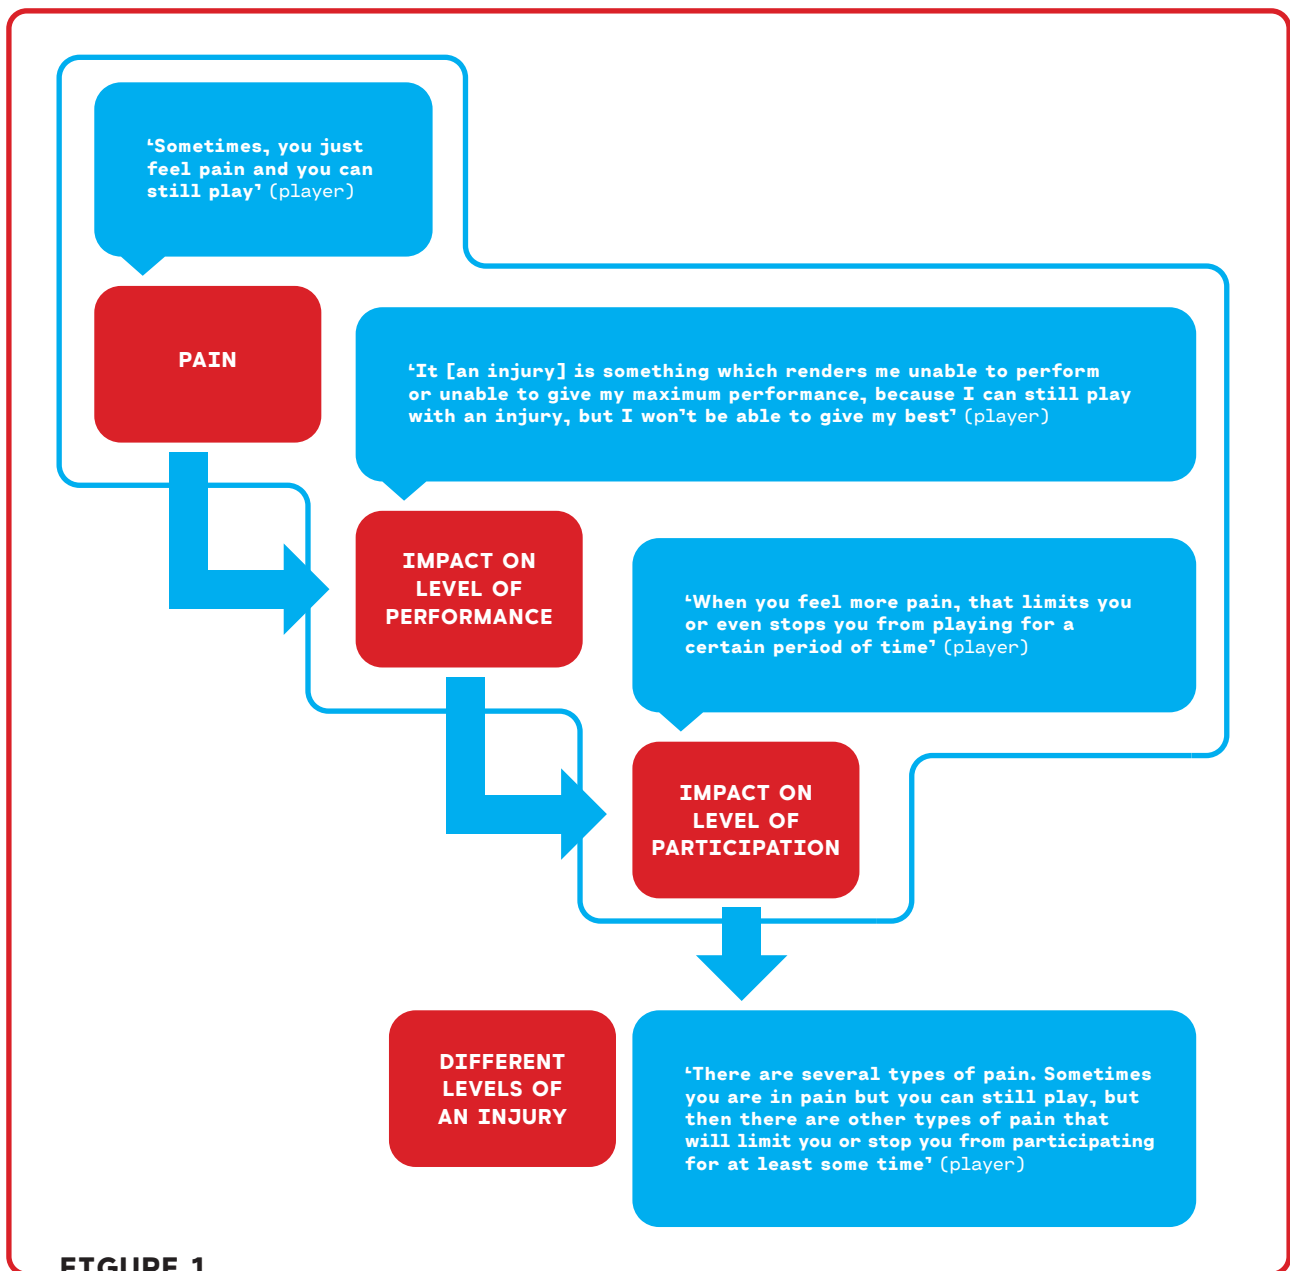 ‘Sometimes, you just
feel pain and you can
still play’ (player)
PAIN
‘It [an injury] is something which renders me unable to perform
or unable to give my maximum performance, because I can still play
with an injury, but I won’t be able to give my best’ (player)
IMPACT ON
LEVEL OF
PERFORMANCE
‘When you feel more pain, that limits you
or even stops you from playing for a
certain period of time’ (player)
IMPACT ON
LEVEL OF
PARTICIPATION
DIFFERENT
LEVELS OF
AN INJURY
‘There are several types of pain. Sometimes
you are in pain but you can still play, but
then there are other types of pain that
will limit you or stop you from participating
for at least some time’ (player)
FIGURE 1